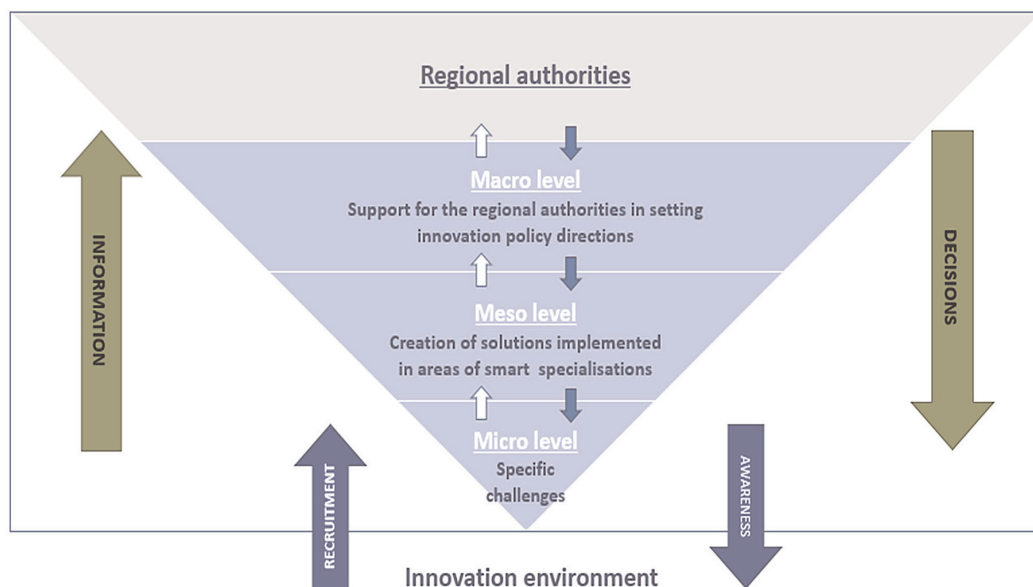 Regional authorities
Macro level
Support for the regional authorities in setting
innovation policy directions
Meso level
Creation of solutions implemented
in areas of smart specialisations
Micro level
Specific
challenges
INFORMATION
DECISIONS
RECRUITMENT
AWARENESS
Innovation environment